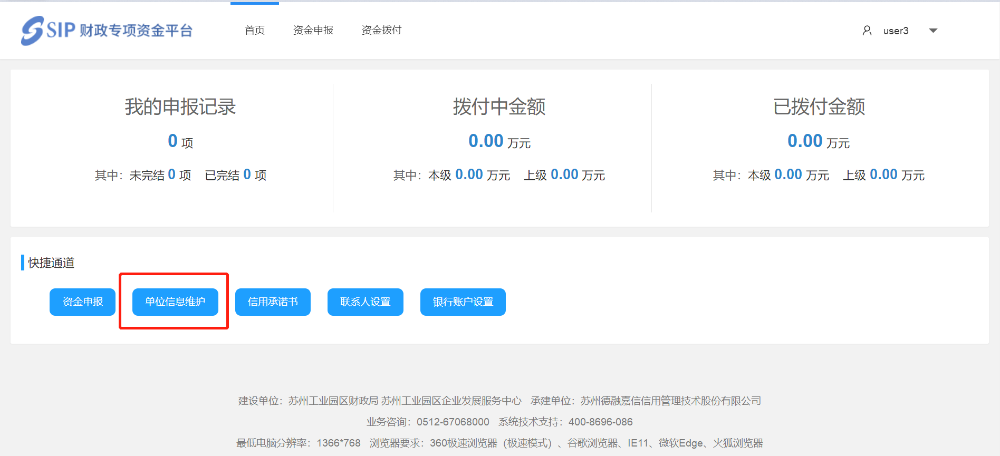 SIP 财政专项资金平台 首页 资金申报 资金拨付 user3
我的申报记录 拨付中金额 已拨付金额
0 项 0.00 万元 0.00 万元
其中：未完结 0 项 已完结 0 项 其中：本级 0.00 万元 上级 0.00 万元 其中：本级 0.00 万元 上级 0.00 万元
快捷通道
资金申报 单位信息维护 信用承诺书 联系人设置 银行账户设置
建设单位：苏州工业园区财政局 苏州工业园区企业发展服务中心 承建单位：苏州德融嘉信信用管理技术股份有限公司
业务咨询：0512-67068000 系统技术支持：400-8696-086
最低电脑分辨率：1366*768 浏览器要求：360极速浏览器（极速模式）、谷歌浏览器、IE11、微软Edge、火狐浏览器